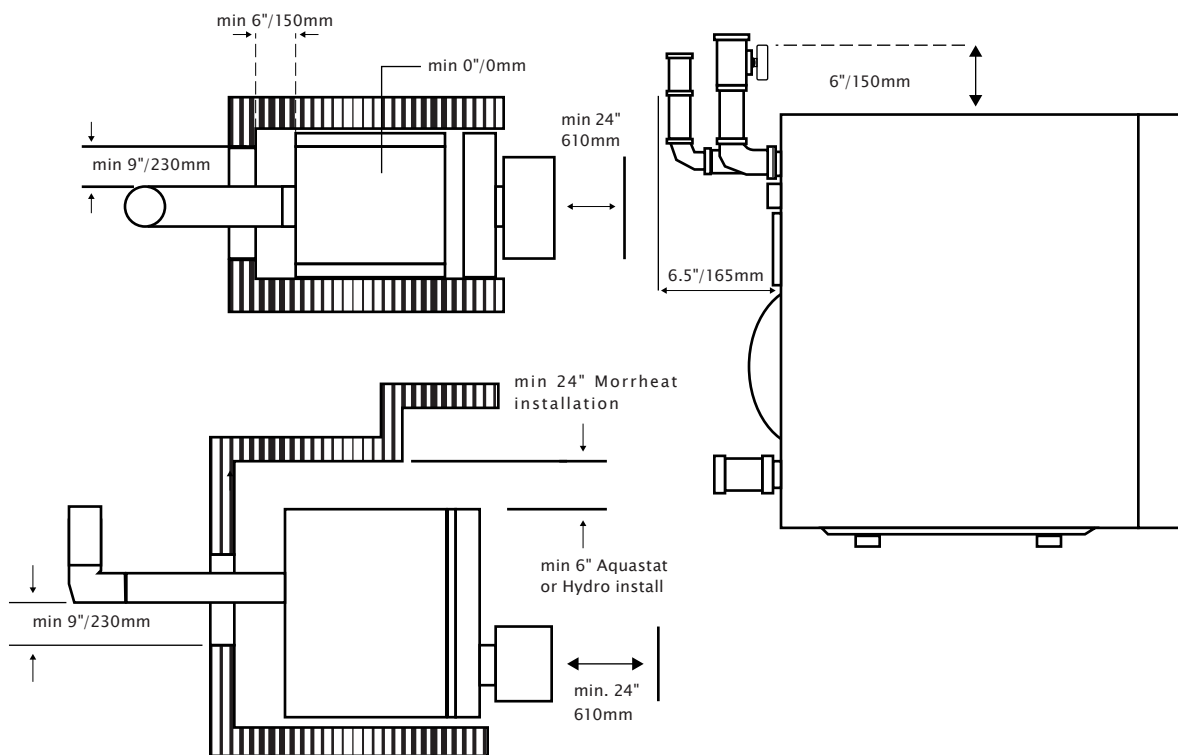 min 6"/150mm
min 0"/0mm
min 24"
610mm
min 9"/230mm
6"/150mm
6.5"/165mm
min 24" Morrheat
installation
min 6" Aquastat
or Hydro install
min 9"/230mm
min. 24"
610mm